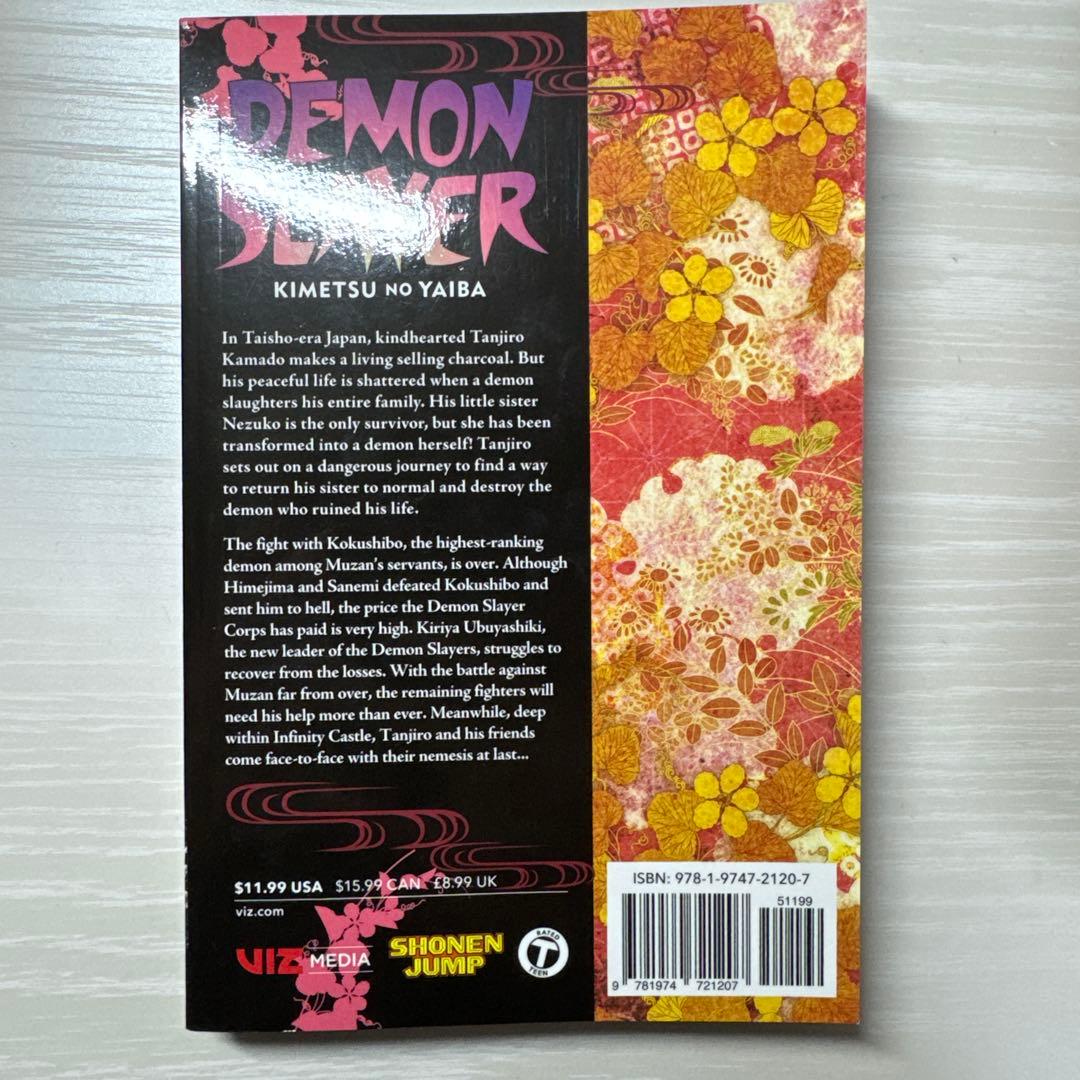 DEMON
SLAYER
KIMETSU NO YAIBA
In Taisho-era Japan, kindhearted Tanjiro
Kamado makes a living selling charcoal. But
his peaceful life is shattered when a demon
slaughters his entire family. His little sister
Nezuko is the only survivor, but she has been
transformed into a demon herself! Tanjiro
sets out on a dangerous journey to find a way
to return his sister to normal and destroy the
demon who ruined his life.
The fight with Kokushibo, the highest-ranking
demon among Muzan's servants, is over. Although
Himejima and Sanemi defeated Kokushibo and
sent him to hell, the price the Demon Slayer
Corps has paid is very high. Kiriya Ubuyashiki,
the new leader of the Demon Slayers, struggles to
recover from the losses. With the battle against
Muzan far from over, the remaining fighters will
need his help more than ever. Meanwhile, deep
within Infinity Castle, Tanjiro and his friends
come face-to-face with their nemesis at last...
$11.99 USA $15.99 CAN £8.99 UK
viz.com
VIZ MEDIA
SHONEN
JUMP
RATED
T
TEEN
ISBN: 978-1-9747-2120-7
51199
9 781974 721207